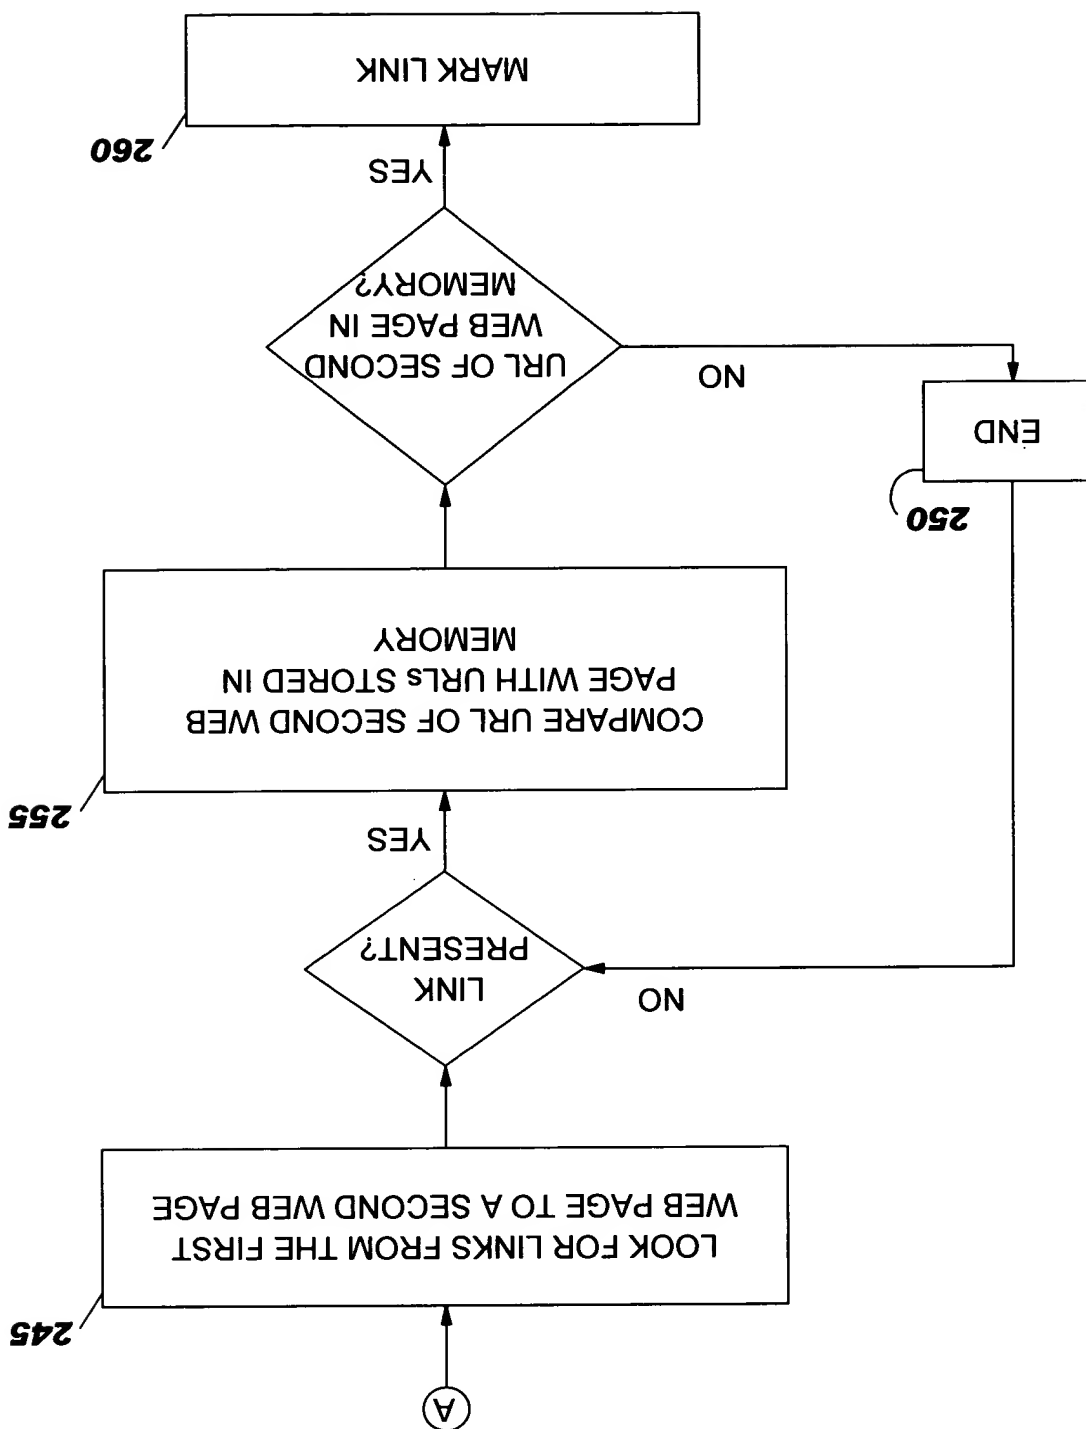 A
245
LOOK FOR LINKS FROM THE FIRST
WEB PAGE TO A SECOND WEB PAGE
LINK
PRESENT?
NO
YES
255
COMPARE URL OF SECOND WEB
PAGE WITH URLs STORED IN
MEMORY
250
END
URL OF SECOND
WEB PAGE IN
MEMORY?
NO
YES
260
MARK LINK